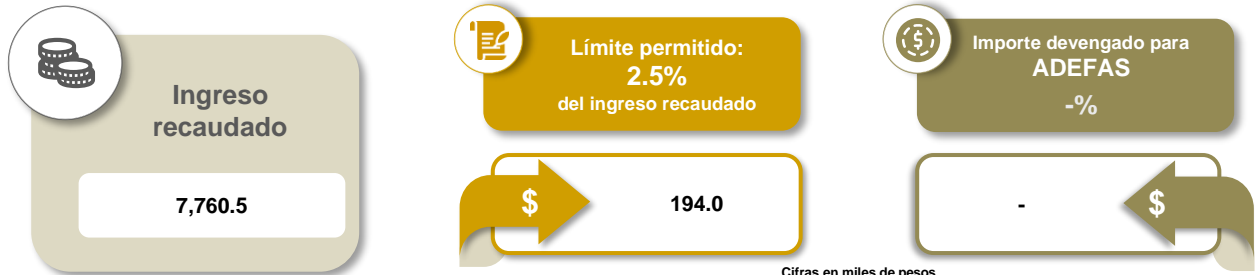 Ingreso
recaudado
7,760.5
Límite permitido:
2.5%
del ingreso recaudado
$
194.0
Importe devengado para
ADEFAS
-%
-
$
Cifras en miles de pesos